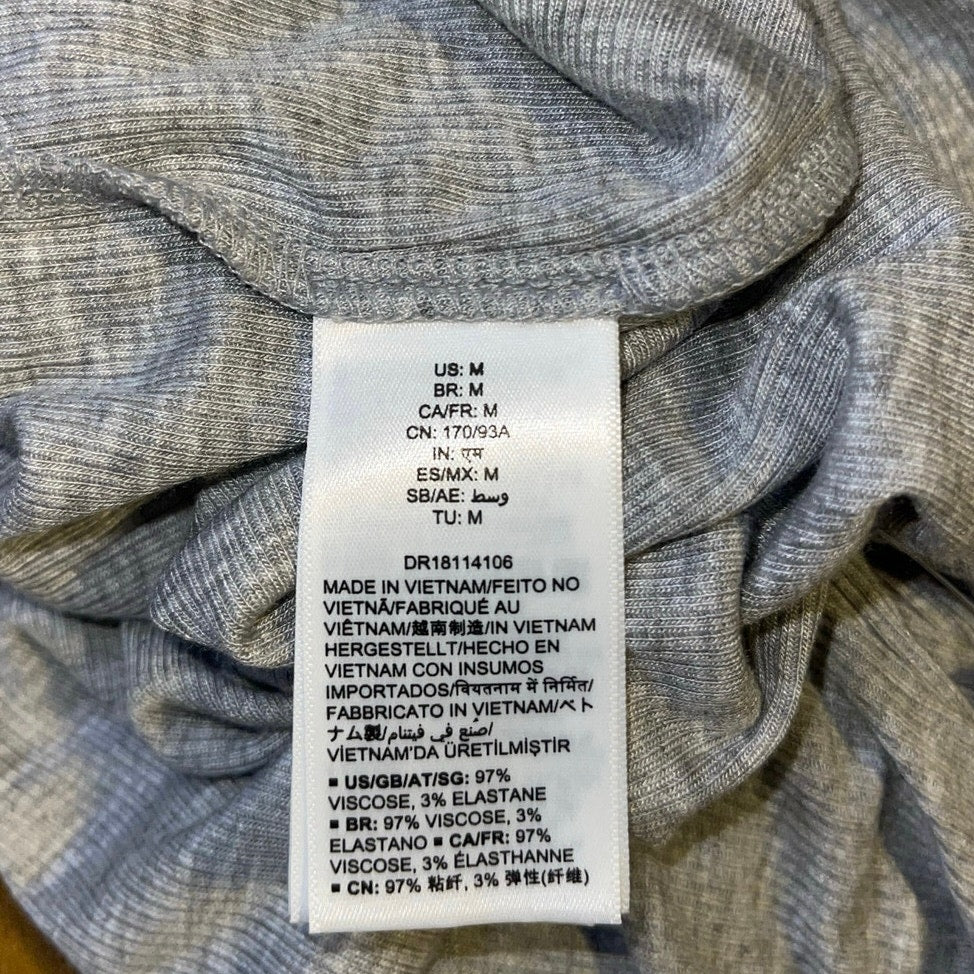 US: M
BR: M
CA/FR: M
CN: 170/93A
IN: एम
ES/MX: M
SB/AE: وسط
TU: M
DR18114106
MADE IN VIETNAM/FEITO NO
VIETNÃ/FABRIQUÉ AU
VIÊTNAM/越南制造/IN VIETNAM
HERGESTELLT/HECHO EN
VIETNAM CON INSUMOS
IMPORTADOS/वियतनाम में निर्मित/
FABBRICATO IN VIETNAM/ベト
ナム製/صنع في فيتنام/
VİETNAM'DA ÜRETİLMİŞTİR
▪ US/GB/AT/SG: 97%
VISCOSE, 3% ELASTANE
▪ BR: 97% VISCOSE, 3%
ELASTANO ▪ CA/FR: 97%
VISCOSE, 3% ÉLASTHANNE
▪ CN: 97% 粘纤, 3% 弹性(纤维)